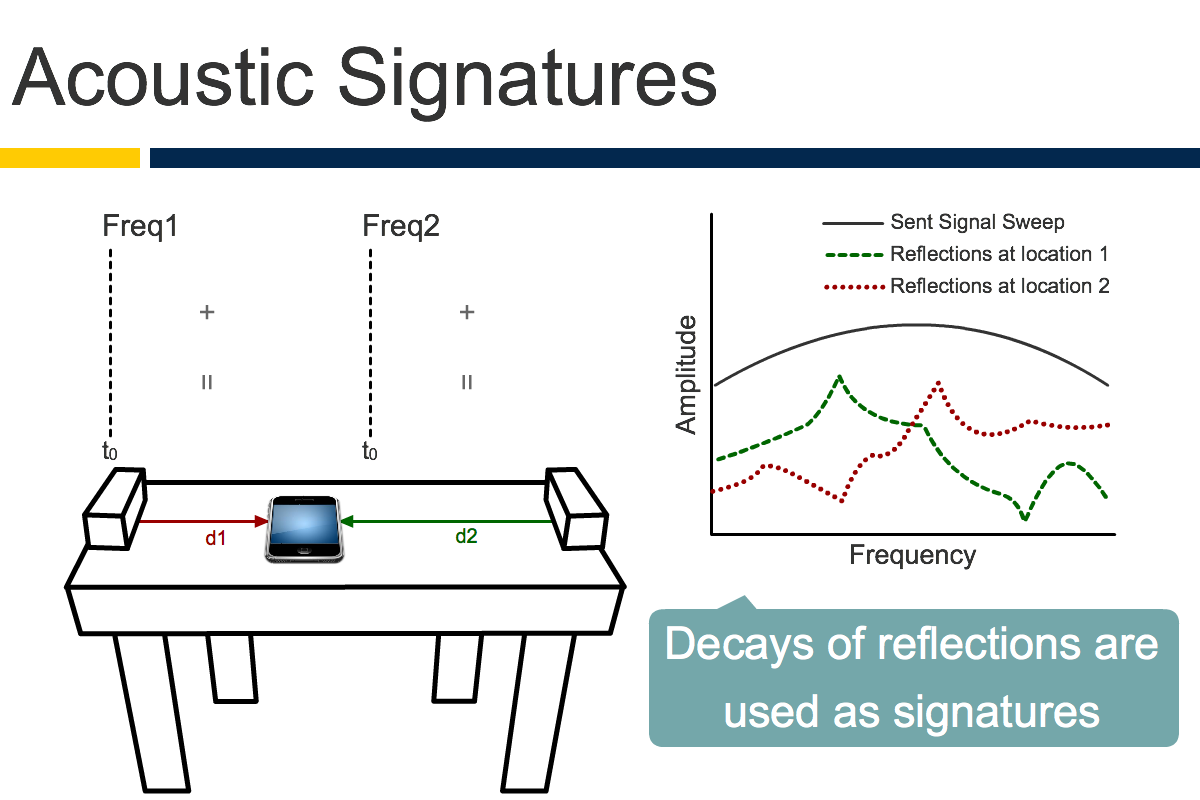 Acoustic Signatures
Freq1
Freq2
+
+
=
=
t₀
t₀
d1
d2
Sent Signal Sweep
Reflections at location 1
Reflections at location 2
Amplitude
Frequency
Decays of reflections are
used as signatures